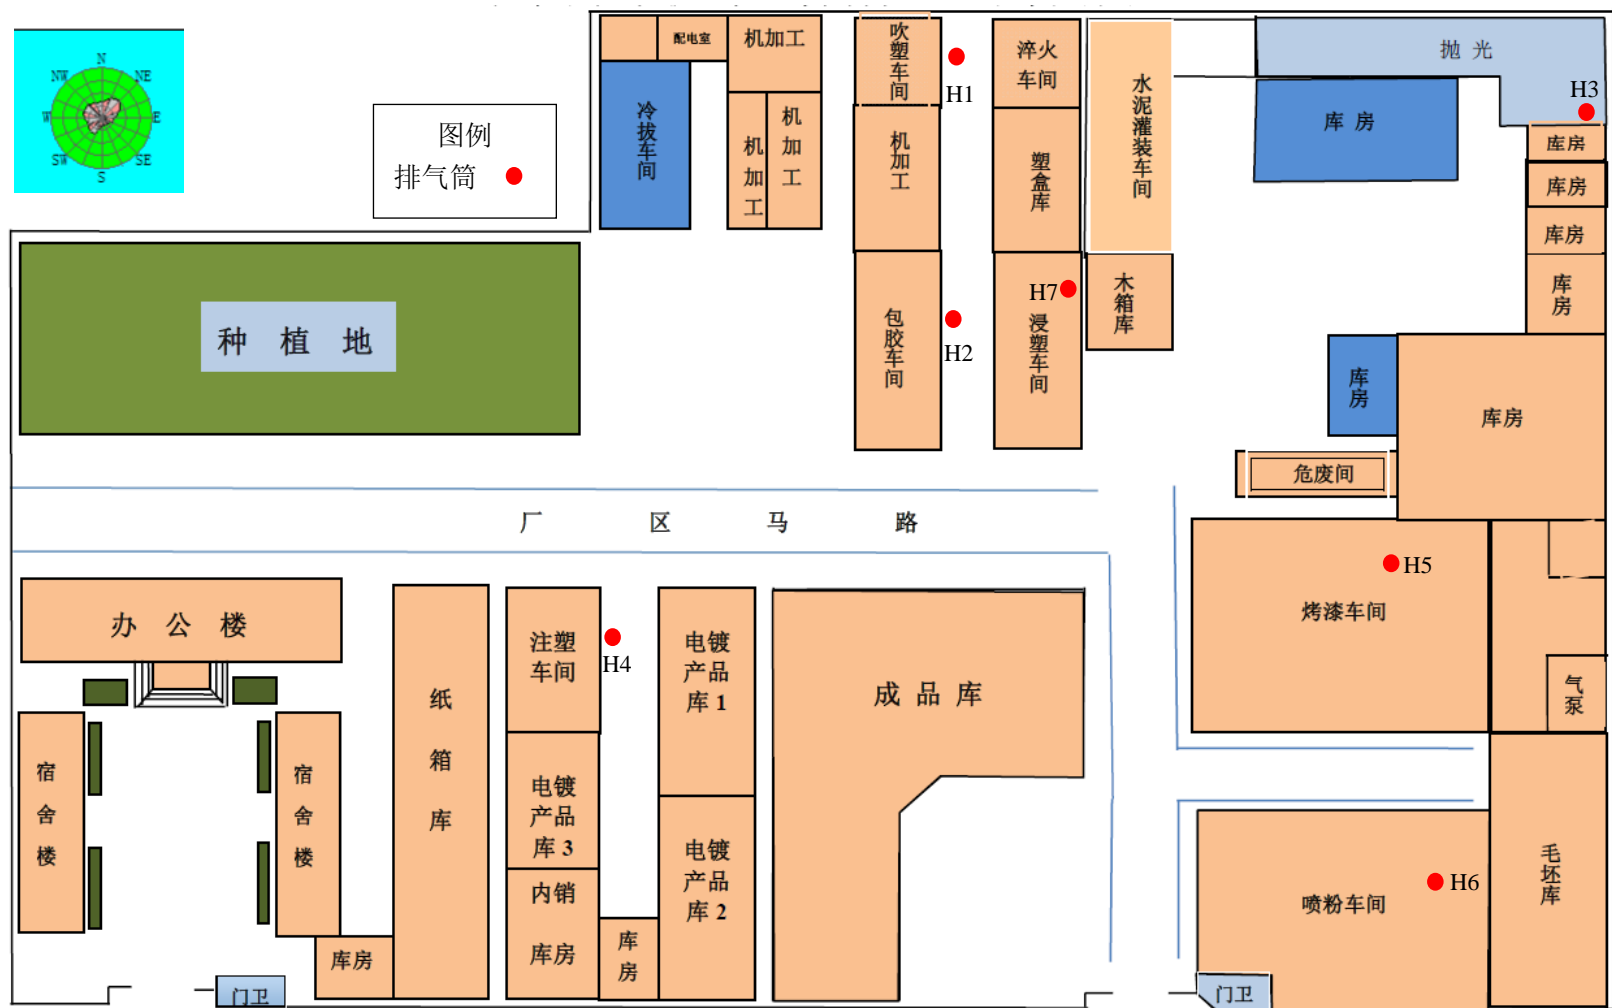 N
NW NE
W E
SW SE
S
图例
排气筒
配电室
机加工
冷拔车间
机加工
机加工
吹塑车间
H1
机加工
包胶车间
H2
淬火
车间
塑盒库
H7
浸塑车间
水泥灌装车间
木箱库
抛 光
H3
库 房
库房
库房
库房
库房
库房
库房
危废间
种 植 地
厂 区 马 路
H5
烤漆车间
气泵
办 公 楼
宿舍楼
宿舍楼
库房
门卫
纸箱库
注塑
车间
H4
电镀
产品
库 3
内销
库房
库房
电镀
产品
库 1
电镀
产品
库 2
成 品 库
H6
喷粉车间
毛坯库
门卫